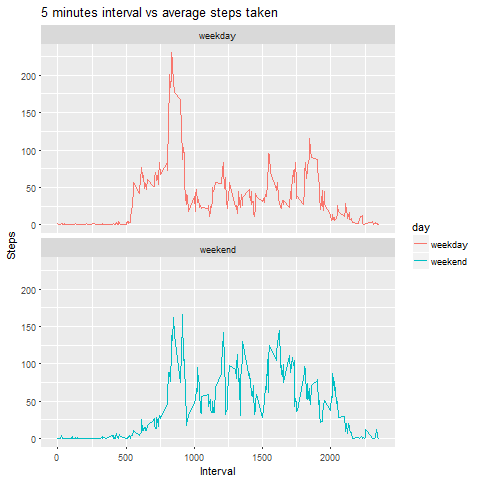 5 minutes interval vs average steps taken
weekday
200
150
100
50
0
weekend
200
150
100
50
0
Steps
0
500
1000
1500
2000
Interval
day
weekday
weekend